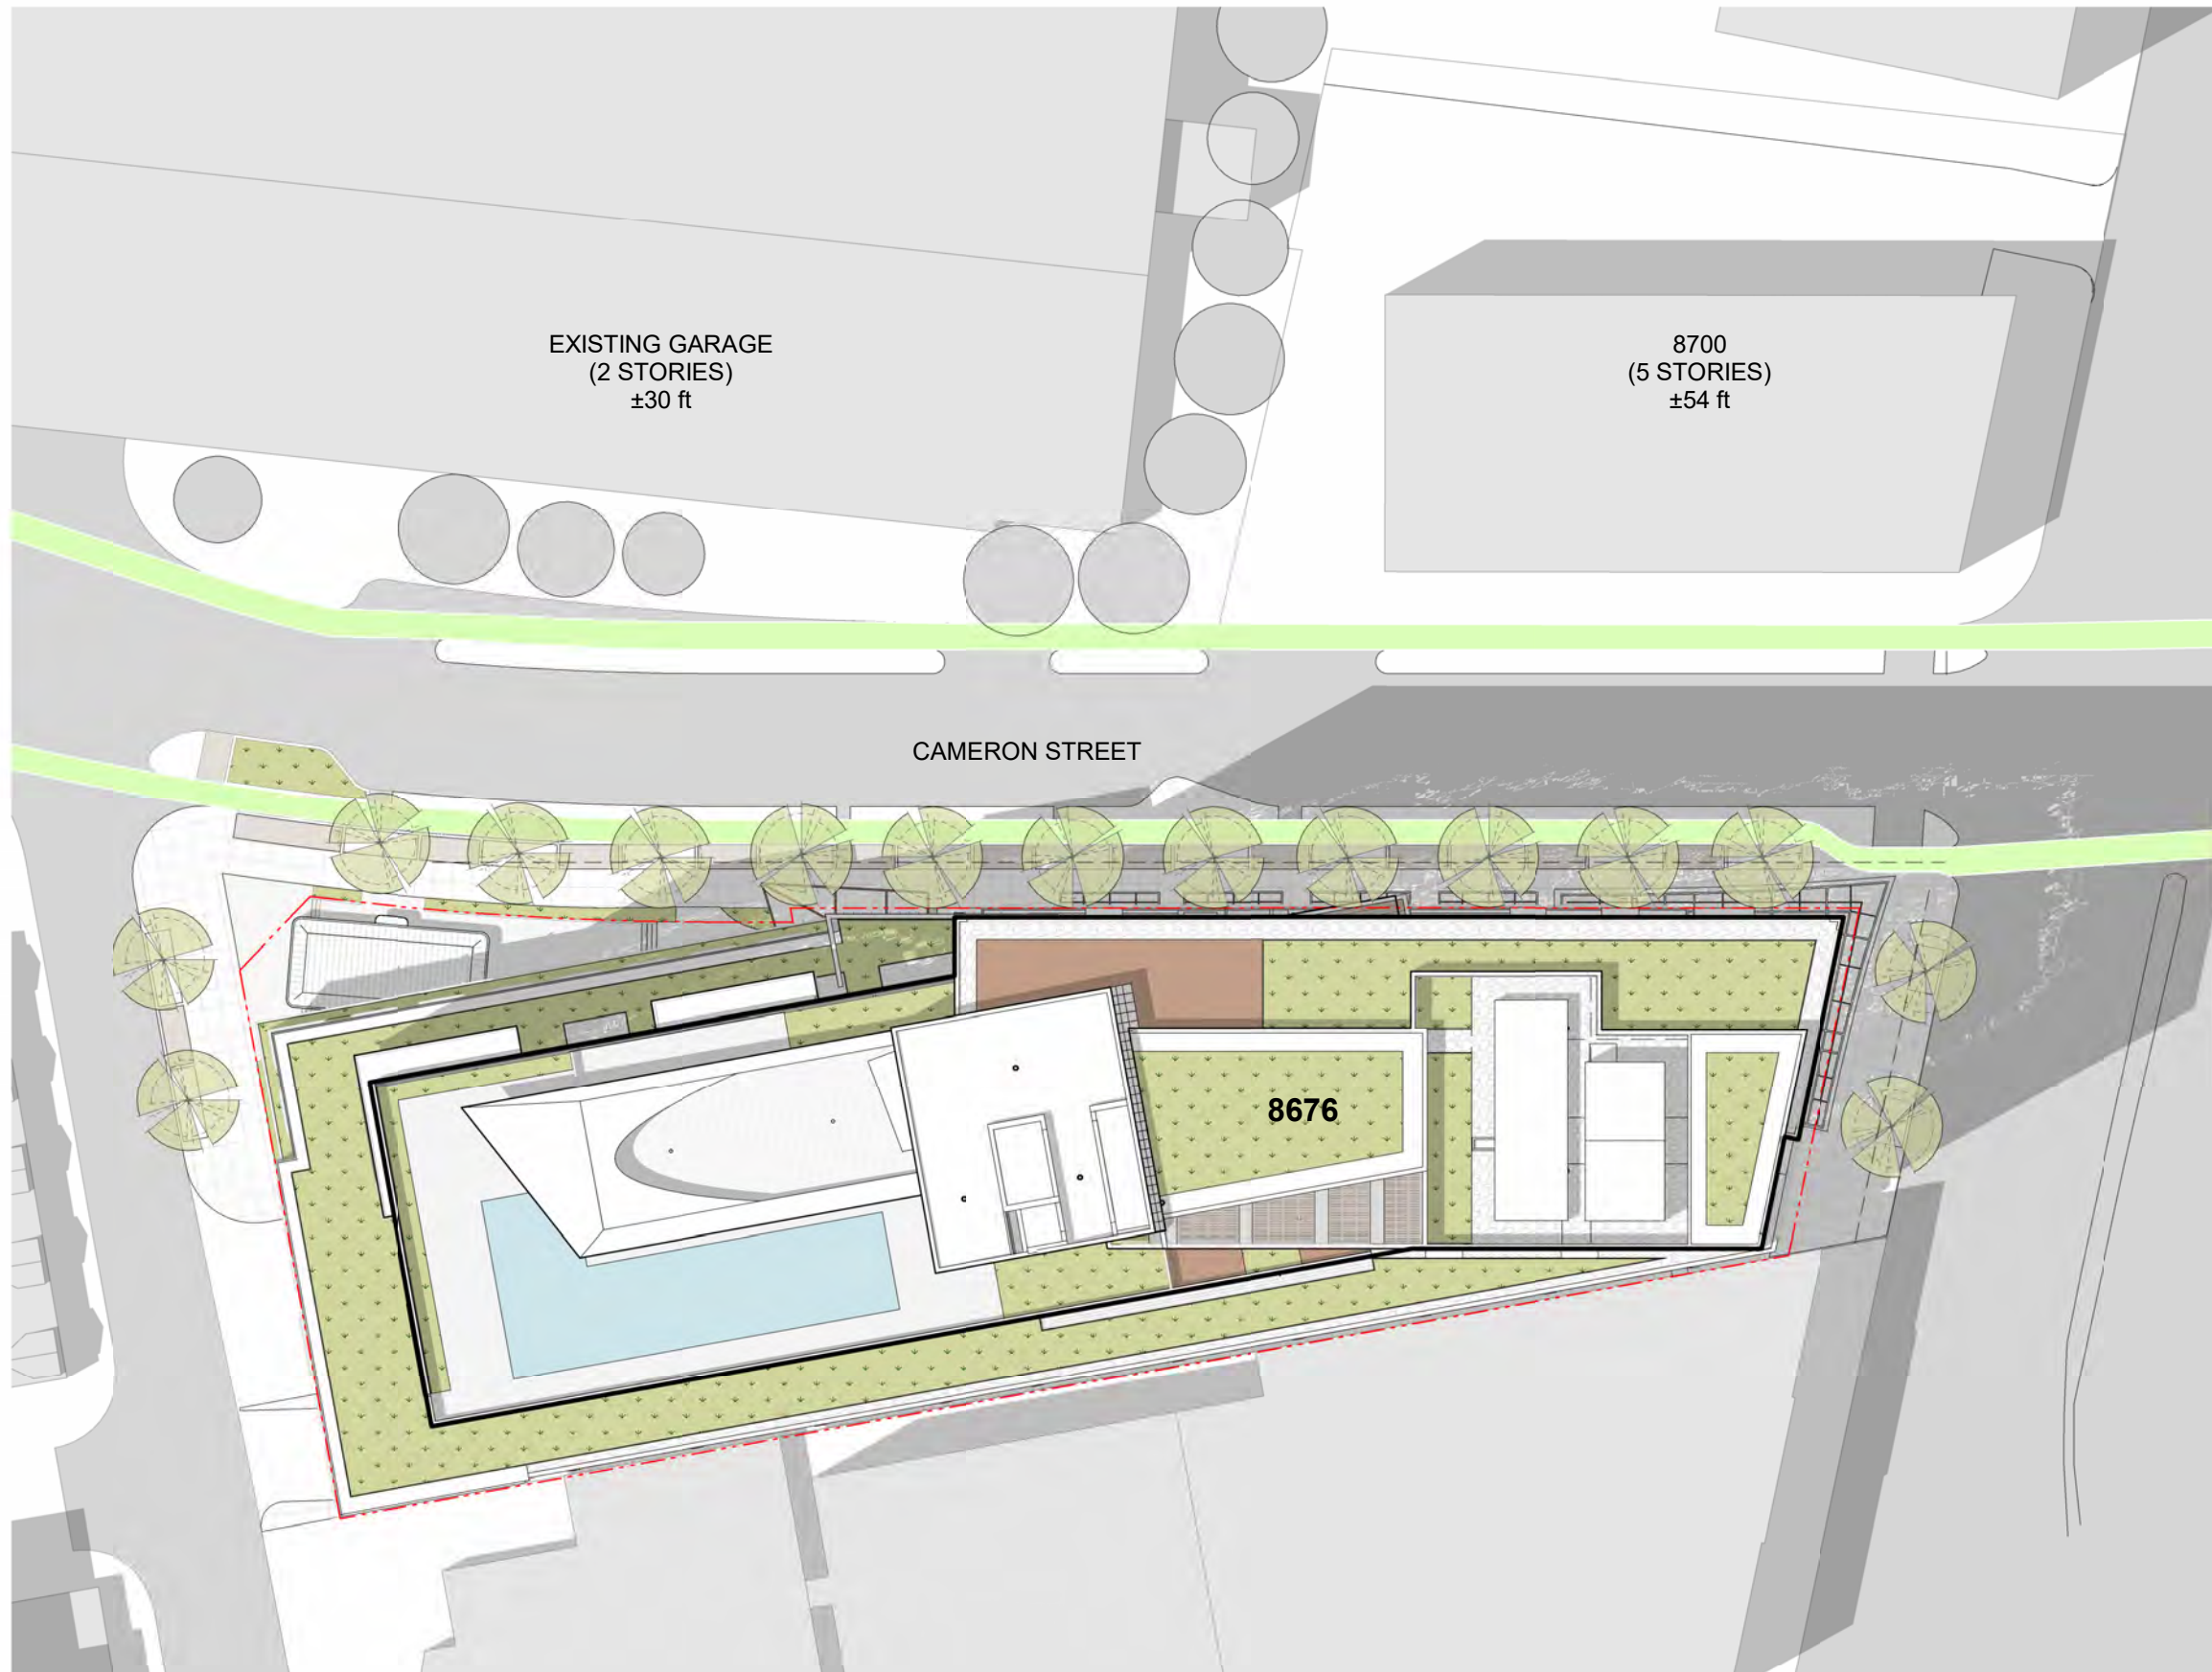 EXISTING GARAGE
(2 STORIES)
±30 ft
8700
(5 STORIES)
±54 ft
CAMERON STREET
8676